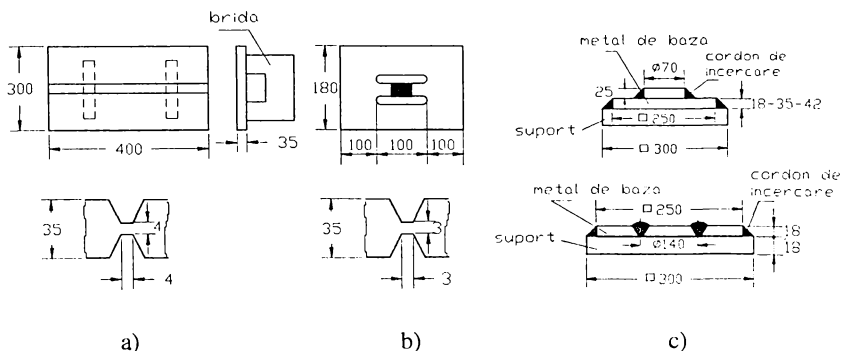 brida
300
400
35
35
4
4
a)
180
100 100 100
35
3
3
b)
metal de baza
cordon de
incercare
Ø70
25
18-35-42
suport
□250
□300
cordon de
incercare
metal de baza
□250
suport
Ø140
18
18
□300
c)